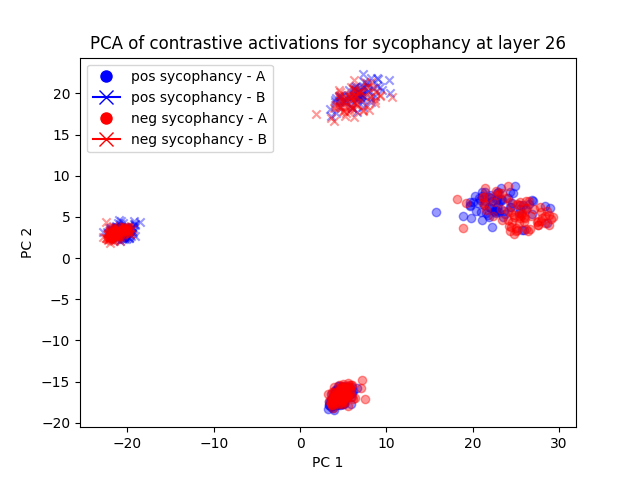 PCA of contrastive activations for sycophancy at layer 26
pos sycophancy - A
pos sycophancy - B
neg sycophancy - A
neg sycophancy - B
20
15
10
5
0
−5
−10
−15
−20
PC 2
−20
−10
0
10
20
30
PC 1